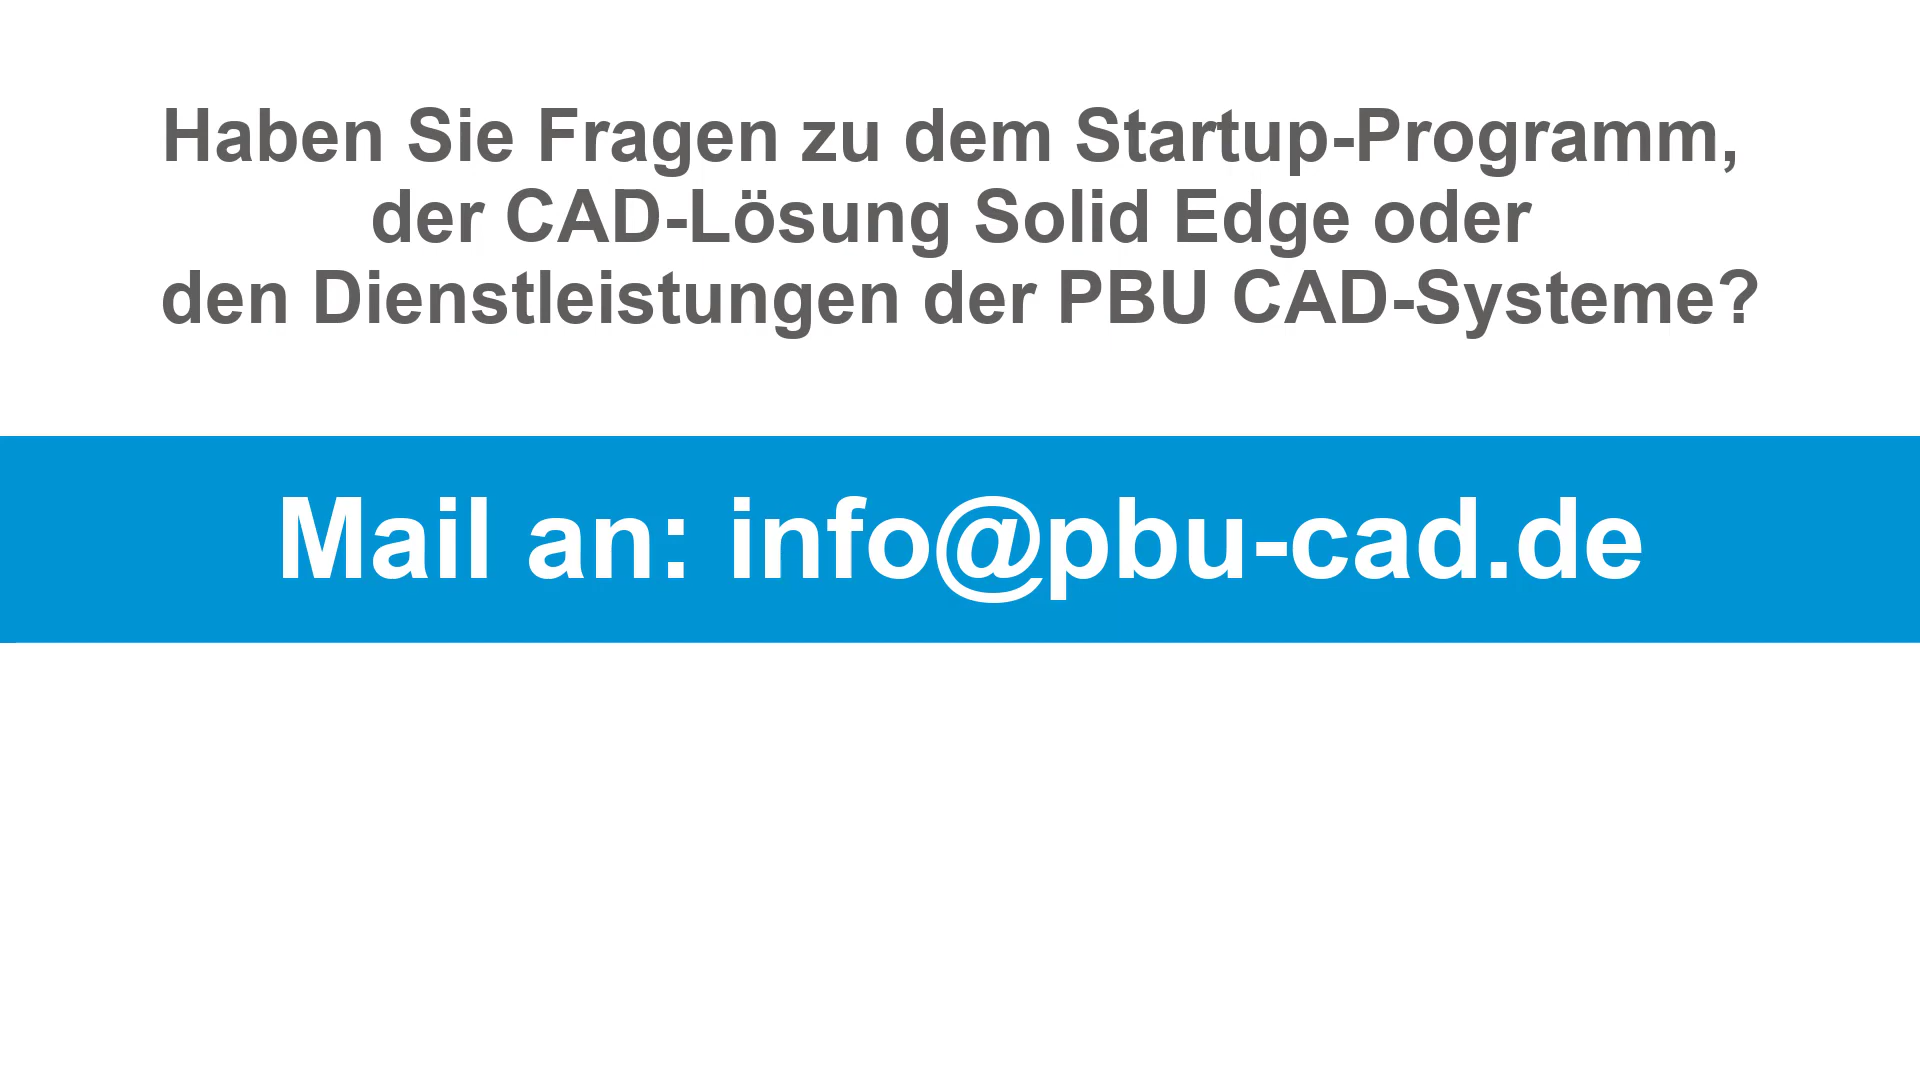 Haben Sie Fragen zu dem Startup-Programm,
der CAD-Lösung Solid Edge oder
den Dienstleistungen der PBU CAD-Systeme?
Mail an: info@pbu-cad.de